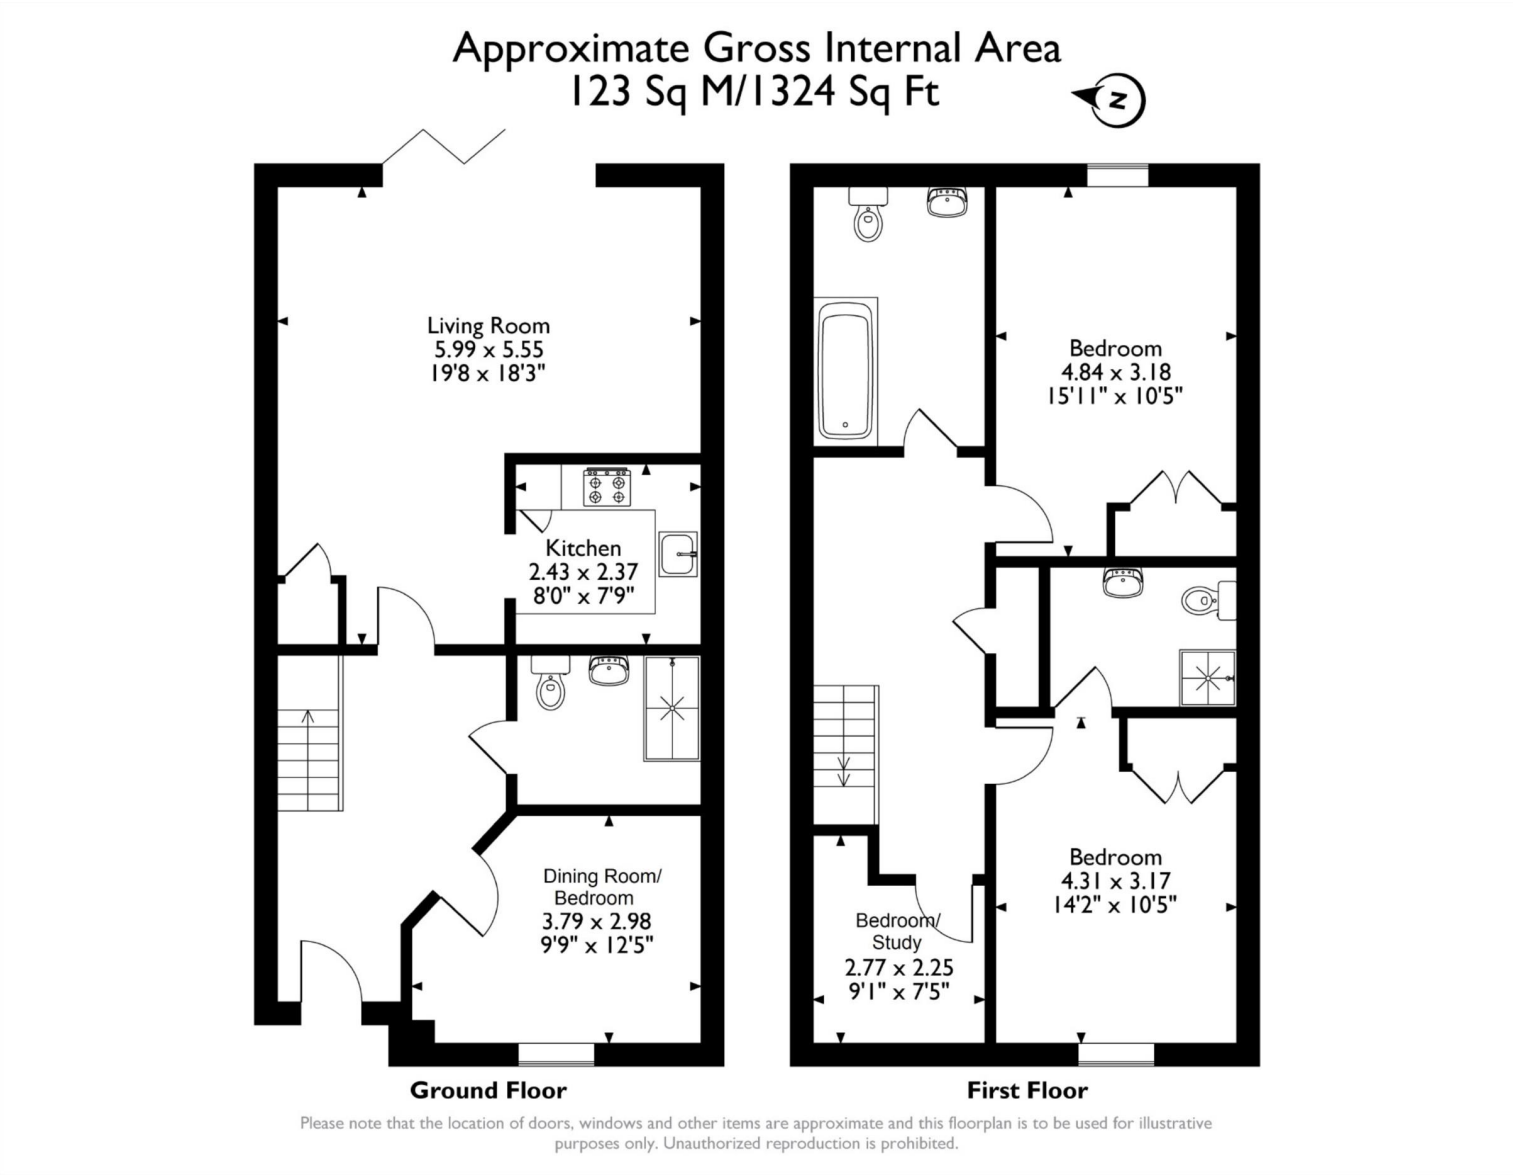 Approximate Gross Internal Area
123 Sq M/1324 Sq Ft
N
Living Room
5.99 x 5.55
19'8 x 18'3"
Kitchen
2.43 x 2.37
8'0" x 7'9"
Dining Room/
Bedroom
3.79 x 2.98
9'9" x 12'5"
Ground Floor
Bedroom
4.84 x 3.18
15'11" x 10'5"
Bedroom
4.31 x 3.17
14'2" x 10'5"
Bedroom/
Study
2.77 x 2.25
9'1" x 7'5"
First Floor
Please note that the location of doors, windows and other items are approximate and this floorplan is to be used for illustrative
purposes only. Unauthorized reproduction is prohibited.